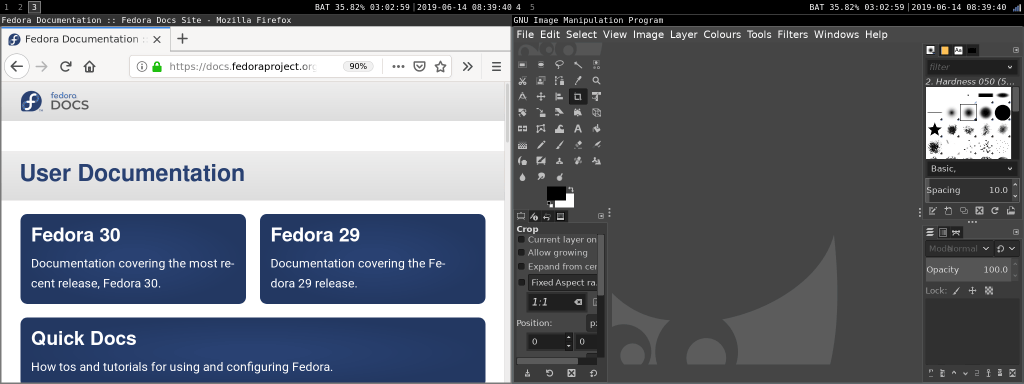 1 2 3
BAT 35.82% 03:02:59|2019-06-14 08:39:40
4 5
BAT 35.82% 03:02:59|2019-06-14 08:39:40
Fedora Documentation :: Fedora Docs Site - Mozilla Firefox
Fedora Documentation :
https://docs.fedoraproject.org
90%
fedora
DOCS
User Documentation
Fedora 30
Documentation covering the most re-
cent release, Fedora 30.
Fedora 29
Documentation covering the Fe-
dora 29 release.
Quick Docs
How tos and tutorials for using and configuring Fedora.
GNU Image Manipulation Program
File Edit Select View Image Layer Colours Tools Filters Windows Help
Crop
Current layer on
Allow growing
Expand from cen
Fixed Aspect ra
1:1
Position: p
0 0
filter
2. Hardness 050 (5...
Basic,
Spacing 10.0
Mode Normal
Opacity 100.0
Lock: